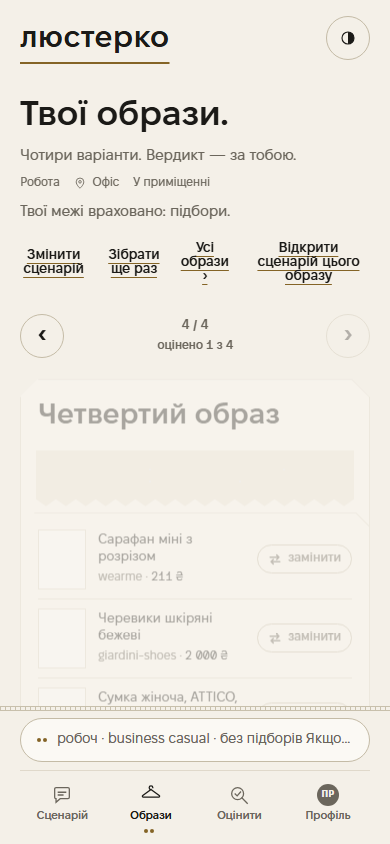 люстерко
Твої образи.
Чотири варіанти. Вердикт — за тобою.
Робота Офіс У приміщенні
Твої межі враховано: підбори.
Змінити
сценарій
Зібрати
ще раз
Усі
образи
›
Відкрити
сценарій цього
образу
‹
4 / 4
оцінено 1 з 4
›
Четвертий образ
Сарафан міні з
розрізом
wearme · 211 ₴
замінити
Черевики шкіряні
бежеві
giardini-shoes · 2 000 ₴
замінити
Сумка жіноча, ATTICO,
робоч · business casual · без підборів Якщо...
Сценарій
Образи
Оцінити
ПР
Профіль